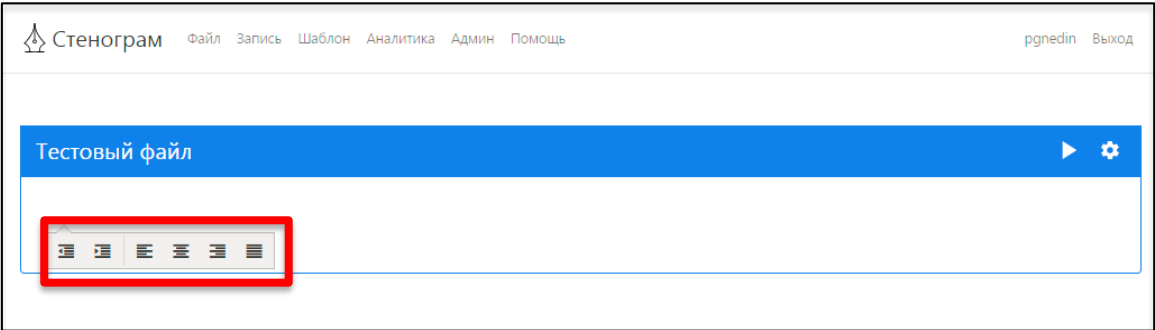 Стенограм Файл Запись Шаблон Аналитика Админ Помощь pgnedin Выход
Тестовый файл